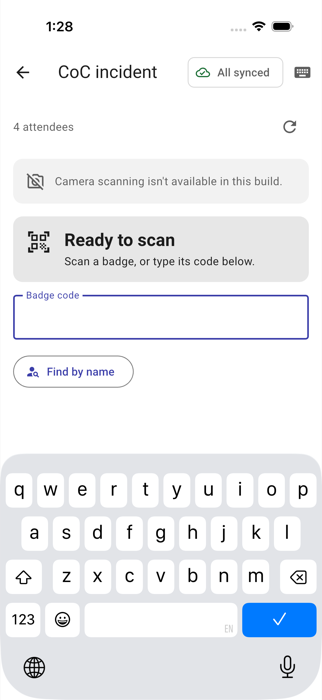 1:28
CoC incident
All synced
4 attendees
Camera scanning isn't available in this build.
Ready to scan
Scan a badge, or type its code below.
Badge code
Find by name
q w e r t y u i o p
a s d f g h j k l
z x c v b n m
123
EN